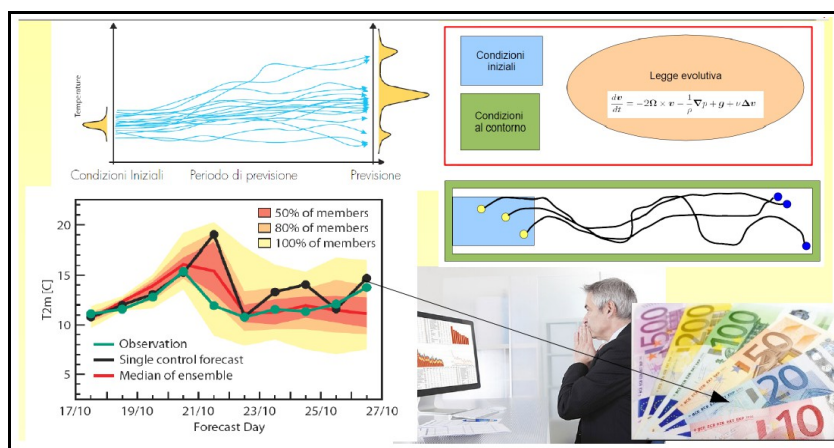 Temperature
Condizioni Iniziali
Periodo di previsione
Previsione
Condizioni
iniziali
Condizioni
al contorno
Legge evolutiva
dv/dt = −2Ω × v − 1/ρ ∇p + g + ν∆v
T2m [C]
20
15
10
5
50% of members
80% of members
100% of members
Observation
Single control forecast
Median of ensemble
17/10
19/10
21/10
23/10
25/10
27/10
Forecast Day
500
200
100
50
20
10